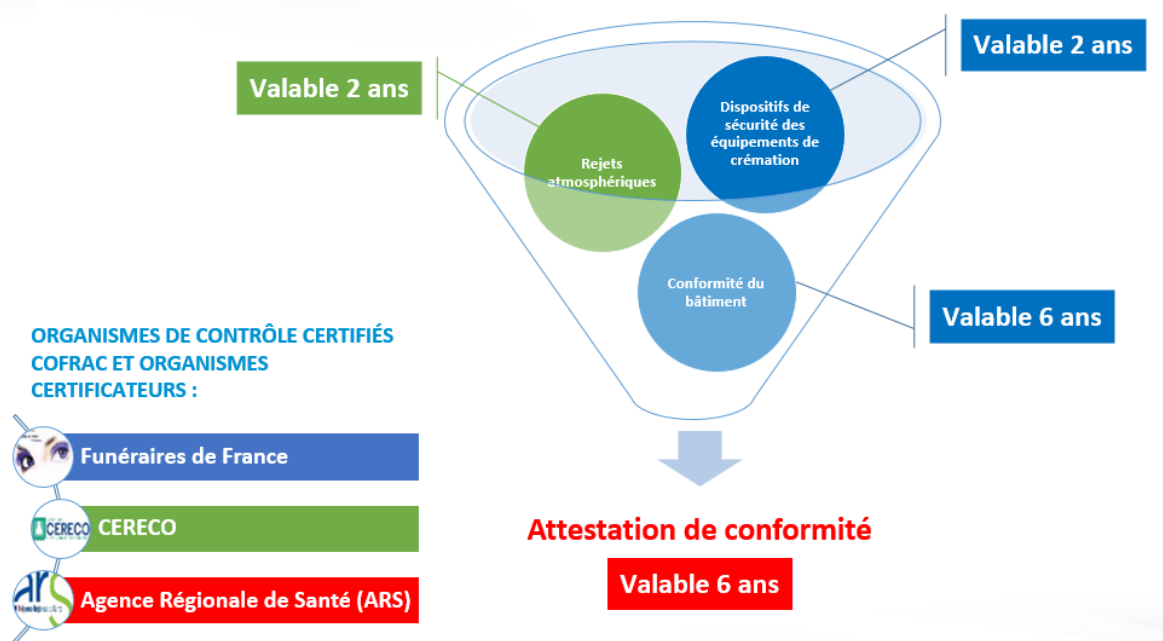 Valable 2 ans
Valable 2 ans
Dispositifs de
sécurité des
équipements de
crémation
Rejets
atmosphériques
Conformité du
bâtiment
Valable 6 ans
ORGANISMES DE CONTRÔLE CERTIFIÉS
COFRAC ET ORGANISMES
CERTIFICATEURS :
Funéraires de France
CERECO
CERECO
ars
Agence Régionale de Santé (ARS)
Attestation de conformité
Valable 6 ans